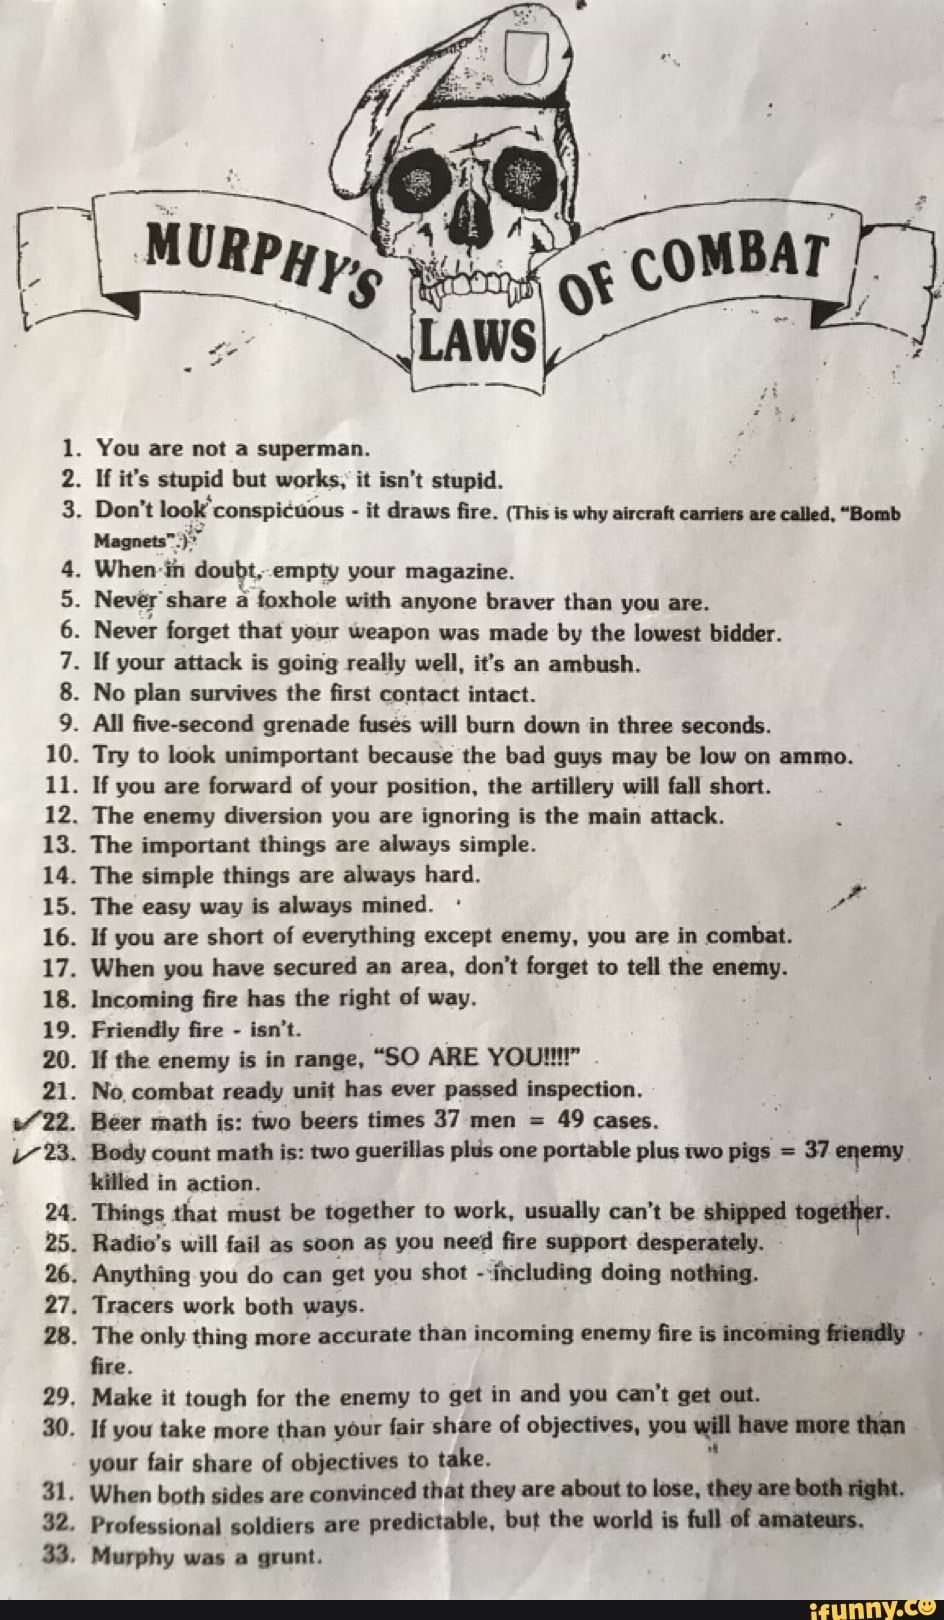 MURPHY'S
LAWS
OF COMBAT
1. You are not a superman.
2. If it's stupid but works, it isn't stupid.
3. Don't look conspicuous - it draws fire. (This is why aircraft carriers are called, "Bomb
Magnets".)
4. When in doubt, empty your magazine.
5. Never share a foxhole with anyone braver than you are.
6. Never forget that your weapon was made by the lowest bidder.
7. If your attack is going really well, it's an ambush.
8. No plan survives the first contact intact.
9. All five-second grenade fuses will burn down in three seconds.
10. Try to look unimportant because the bad guys may be low on ammo.
11. If you are forward of your position, the artillery will fall short.
12. The enemy diversion you are ignoring is the main attack.
13. The important things are always simple.
14. The simple things are always hard.
15. The easy way is always mined.
16. If you are short of everything except enemy, you are in combat.
17. When you have secured an area, don't forget to tell the enemy.
18. Incoming fire has the right of way.
19. Friendly fire - isn't.
20. If the enemy is in range, "SO ARE YOU!!!!"
21. No combat ready unit has ever passed inspection.
22. Beer math is: two beers times 37 men = 49 cases.
23. Body count math is: two guerillas plus one portable plus two pigs = 37 enemy
killed in action.
24. Things that must be together to work, usually can't be shipped together.
25. Radio's will fail as soon as you need fire support desperately.
26. Anything you do can get you shot - including doing nothing.
27. Tracers work both ways.
28. The only thing more accurate than incoming enemy fire is incoming friendly
fire.
29. Make it tough for the enemy to get in and you can't get out.
30. If you take more than your fair share of objectives, you will have more than
your fair share of objectives to take.
31. When both sides are convinced that they are about to lose, they are both right.
32. Professional soldiers are predictable, but the world is full of amateurs.
33. Murphy was a grunt.
ifunny.co